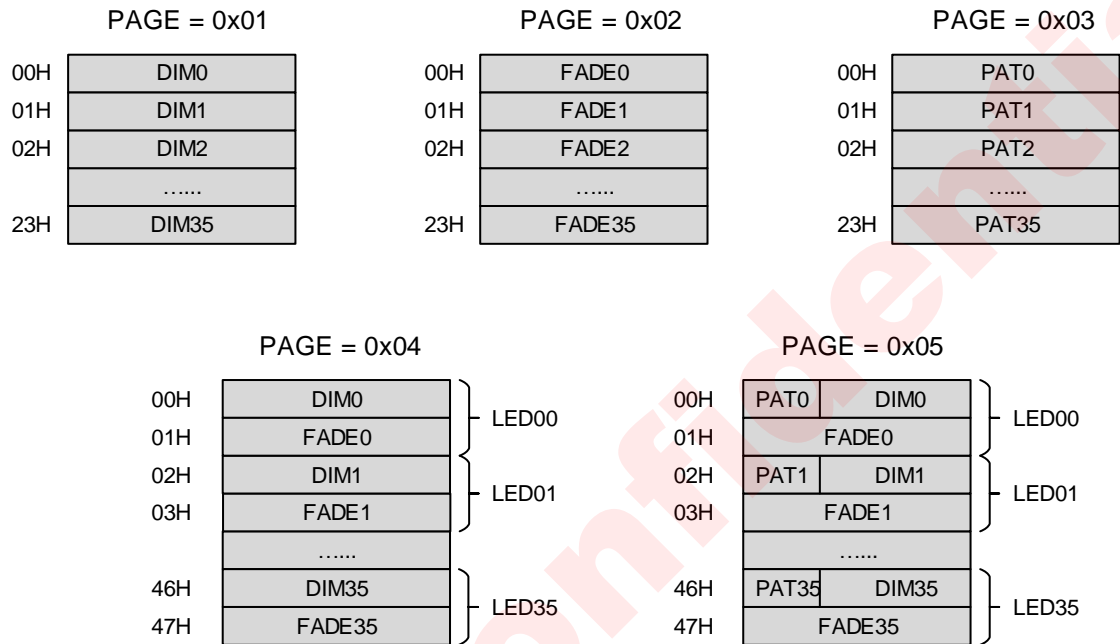 PAGE = 0x01 PAGE = 0x02 PAGE = 0x03
00H DIM0 00H FADE0 00H PAT0
01H DIM1 01H FADE1 01H PAT1
02H DIM2 02H FADE2 02H PAT2
…... …... …...
23H DIM35 23H FADE35 23H PAT35
PAGE = 0x04 PAGE = 0x05
00H DIM0 LED00 00H PAT0 DIM0 LED00
01H FADE0 01H FADE0
02H DIM1 LED01 02H PAT1 DIM1 LED01
03H FADE1 03H FADE1
…... …...
46H DIM35 LED35 46H PAT35 DIM35 LED35
47H FADE35 47H FADE35
onfidentia